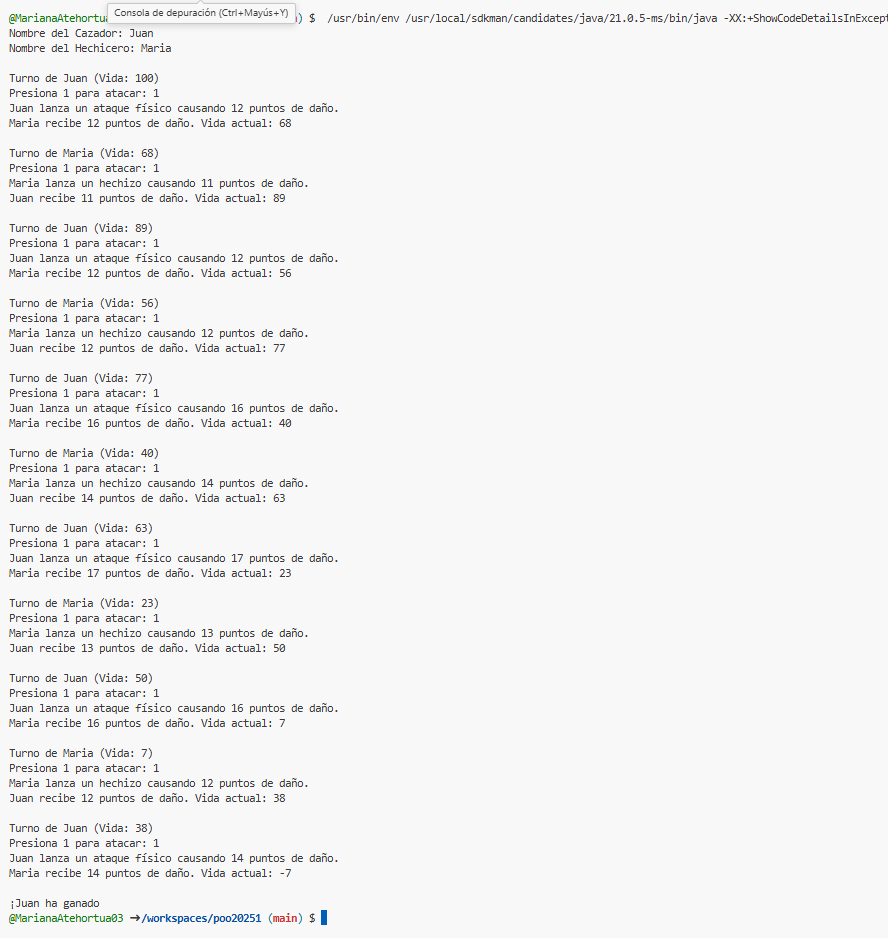 @MarianaAtehortua Consola de depuración (Ctrl+Mayús+Y) ) $ /usr/bin/env /usr/local/sdkman/candidates/java/21.0.5-ms/bin/java -XX:+ShowCodeDetailsInExcept
Nombre del Cazador: Juan
Nombre del Hechicero: Maria
Turno de Juan (Vida: 100)
Presiona 1 para atacar: 1
Juan lanza un ataque físico causando 12 puntos de daño.
Maria recibe 12 puntos de daño. Vida actual: 68
Turno de Maria (Vida: 68)
Presiona 1 para atacar: 1
Maria lanza un hechizo causando 11 puntos de daño.
Juan recibe 11 puntos de daño. Vida actual: 89
Turno de Juan (Vida: 89)
Presiona 1 para atacar: 1
Juan lanza un ataque físico causando 12 puntos de daño.
Maria recibe 12 puntos de daño. Vida actual: 56
Turno de Maria (Vida: 56)
Presiona 1 para atacar: 1
Maria lanza un hechizo causando 12 puntos de daño.
Juan recibe 12 puntos de daño. Vida actual: 77
Turno de Juan (Vida: 77)
Presiona 1 para atacar: 1
Juan lanza un ataque físico causando 16 puntos de daño.
Maria recibe 16 puntos de daño. Vida actual: 40
Turno de Maria (Vida: 40)
Presiona 1 para atacar: 1
Maria lanza un hechizo causando 14 puntos de daño.
Juan recibe 14 puntos de daño. Vida actual: 63
Turno de Juan (Vida: 63)
Presiona 1 para atacar: 1
Juan lanza un ataque físico causando 17 puntos de daño.
Maria recibe 17 puntos de daño. Vida actual: 23
Turno de Maria (Vida: 23)
Presiona 1 para atacar: 1
Maria lanza un hechizo causando 13 puntos de daño.
Juan recibe 13 puntos de daño. Vida actual: 50
Turno de Juan (Vida: 50)
Presiona 1 para atacar: 1
Juan lanza un ataque físico causando 16 puntos de daño.
Maria recibe 16 puntos de daño. Vida actual: 7
Turno de Maria (Vida: 7)
Presiona 1 para atacar: 1
Maria lanza un hechizo causando 12 puntos de daño.
Juan recibe 12 puntos de daño. Vida actual: 38
Turno de Juan (Vida: 38)
Presiona 1 para atacar: 1
Juan lanza un ataque físico causando 14 puntos de daño.
Maria recibe 14 puntos de daño. Vida actual: -7
¡Juan ha ganado
@MarianaAtehortua03 ➜/workspaces/poo20251 (main) $